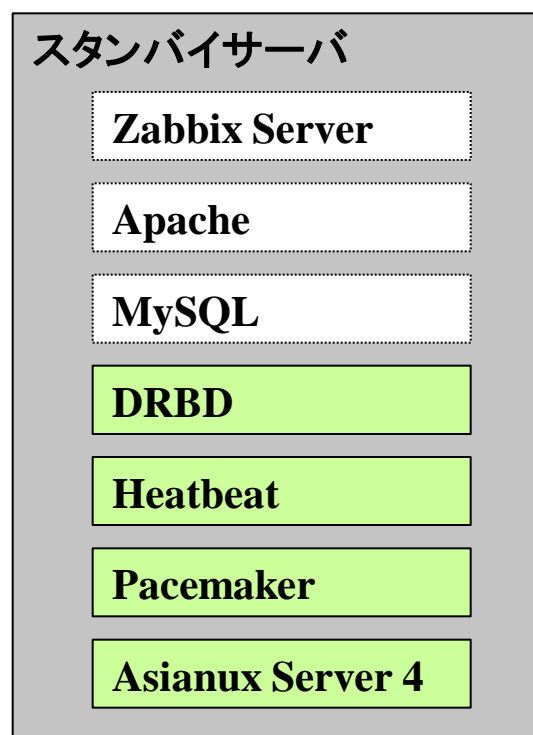 スタンバイサーバ
Zabbix Server
Apache
MySQL
DRBD
Heatbeat
Pacemaker
Asianux Server 4